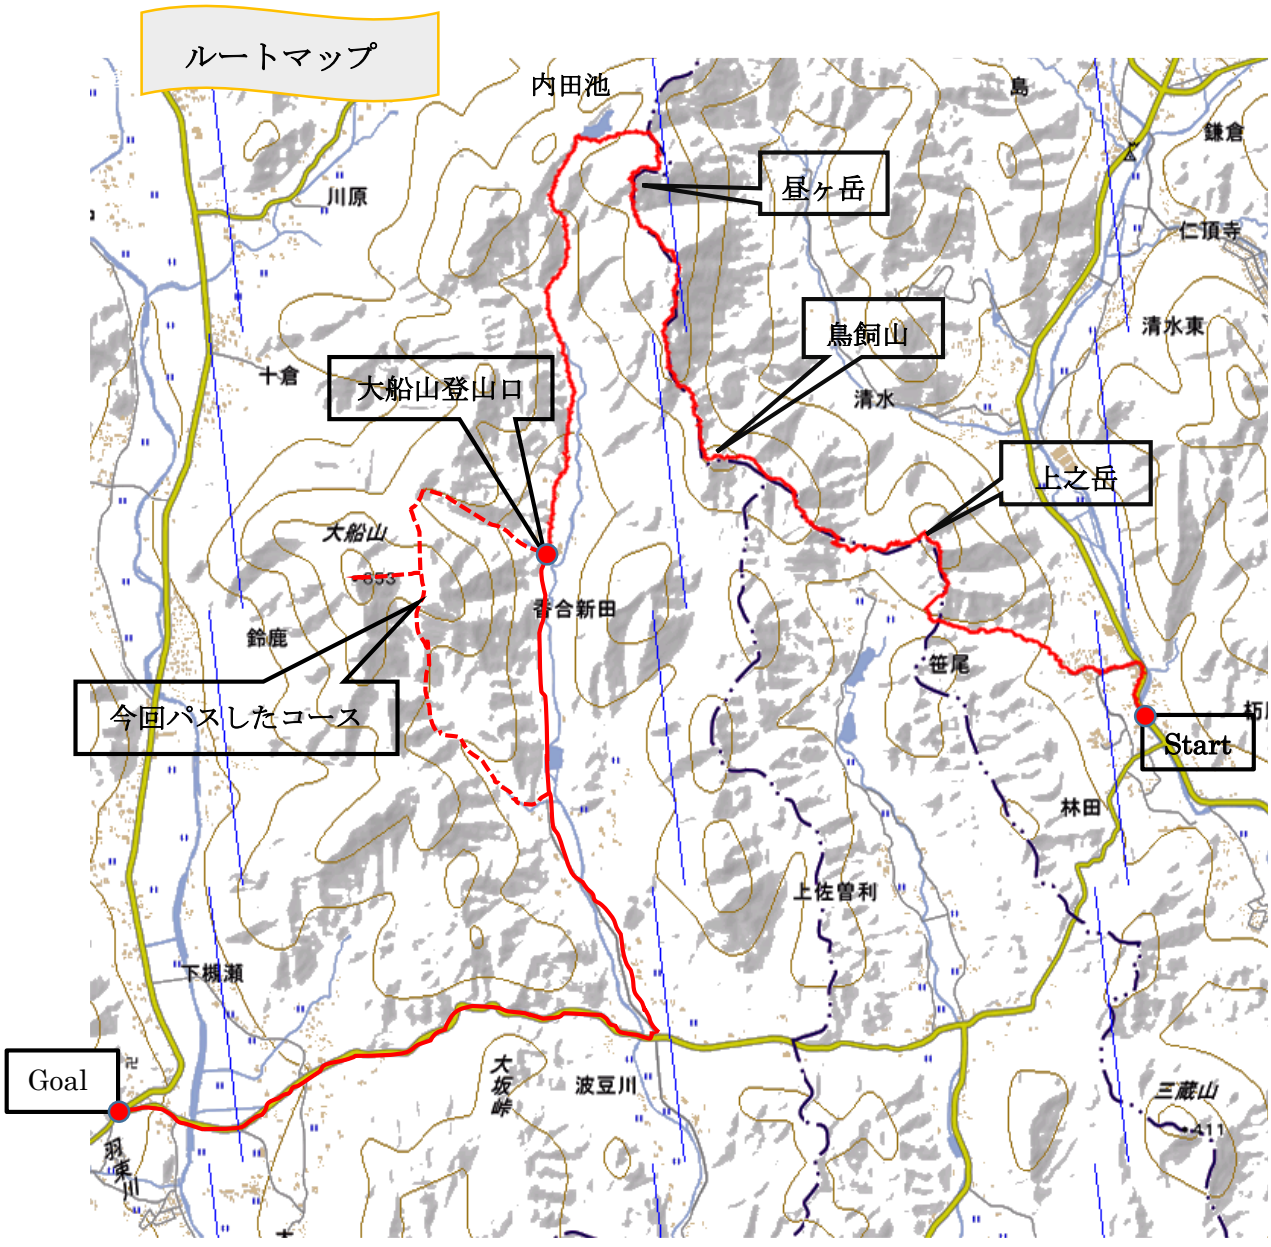 ルートマップ
内田池
島
鎌倉
川原
昼ヶ岳
仁頂寺
鳥飼山
清水東
十倉
大船山登山口
清水
上之岳
大船山
653
香合新田
鈴鹿
笹尾
今回パスしたコース
Start
林田
上佐曽利
下槻瀬
Goal
大坂峠
波豆川
三蔵山
411
羽束川